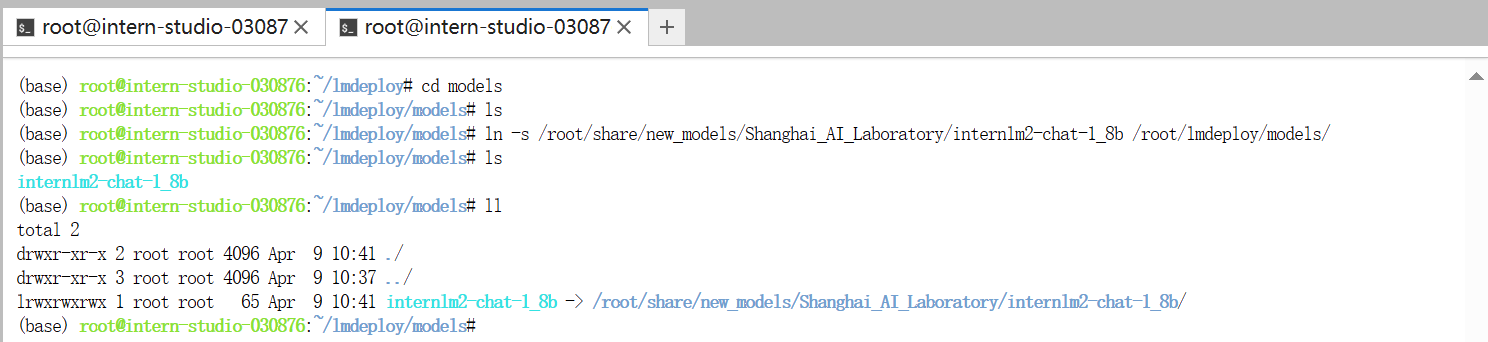 root@intern-studio-03087 root@intern-studio-03087
(base) root@intern-studio-030876:~/lmdeploy# cd models
(base) root@intern-studio-030876:~/lmdeploy/models# ls
(base) root@intern-studio-030876:~/lmdeploy/models# ln -s /root/share/new_models/Shanghai_AI_Laboratory/internlm2-chat-1_8b /root/lmdeploy/models/
(base) root@intern-studio-030876:~/lmdeploy/models# ls
internlm2-chat-1_8b
(base) root@intern-studio-030876:~/lmdeploy/models# ll
total 2
drwxr-xr-x 2 root root 4096 Apr  9 10:41 ./
drwxr-xr-x 3 root root 4096 Apr  9 10:37 ../
lrwxrwxrwx 1 root root   65 Apr  9 10:41 internlm2-chat-1_8b -> /root/share/new_models/Shanghai_AI_Laboratory/internlm2-chat-1_8b/
(base) root@intern-studio-030876:~/lmdeploy/models#